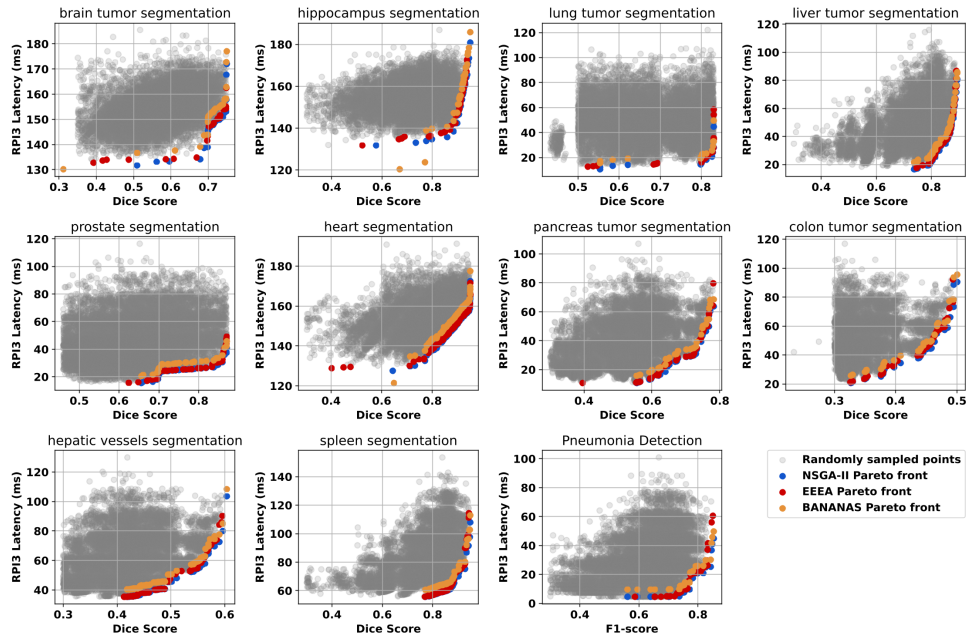 brain tumor segmentation
RPI3 Latency (ms)
180
170
160
150
140
130
0.3 0.4 0.5 0.6 0.7
Dice Score
hippocampus segmentation
RPI3 Latency (ms)
180
160
140
120
0.4 0.6 0.8
Dice Score
lung tumor segmentation
RPI3 Latency (ms)
120
100
80
60
40
20
0.5 0.6 0.7 0.8
Dice Score
liver tumor segmentation
RPI3 Latency (ms)
120
100
80
60
40
20
0.4 0.6 0.8
Dice Score
prostate segmentation
RPI3 Latency (ms)
120
100
80
60
40
20
0.5 0.6 0.7 0.8
Dice Score
heart segmentation
RPI3 Latency (ms)
180
160
140
120
0.4 0.6 0.8
Dice Score
pancreas tumor segmentation
RPI3 Latency (ms)
100
80
60
40
20
0.4 0.6 0.8
Dice Score
colon tumor segmentation
RPI3 Latency (ms)
100
80
60
40
20
0.3 0.4 0.5
Dice Score
hepatic vessels segmentation
RPI3 Latency (ms)
120
100
80
60
40
0.3 0.4 0.5 0.6
Dice Score
spleen segmentation
RPI3 Latency (ms)
140
120
100
80
60
0.4 0.6 0.8
Dice Score
Pneumonia Detection
RPI3 Latency (ms)
100
80
60
40
20
0
0.4 0.6 0.8
F1-score
Randomly sampled points
NSGA-II Pareto front
EEEA Pareto front
BANANAS Pareto front